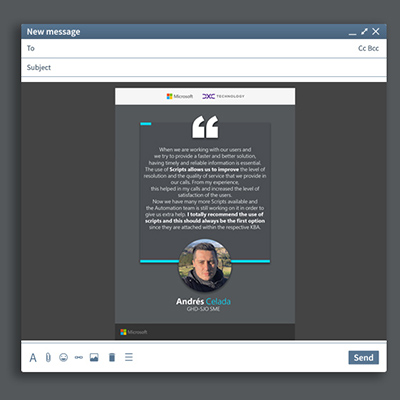 New message
To
Cc Bcc
Subject
Microsoft
DXC TECHNOLOGY
When we are working with our users and
we try to provide a faster and better solution,
having timely and reliable information is essential.
The use of Scripts allows us to improve the level of
resolution and the quality of service that we provide in
our calls. From my experience,
this helped in my calls and increased the level of
satisfaction of the users.
Now we have many more Scripts available and
the Automation team is still working on it in order to
give us extra help. I totally recommend the use of
scripts and this should always be the first option
since they are attached within the respective KBA.
Andrés Celada
GHD-SJO SME
Microsoft
Send